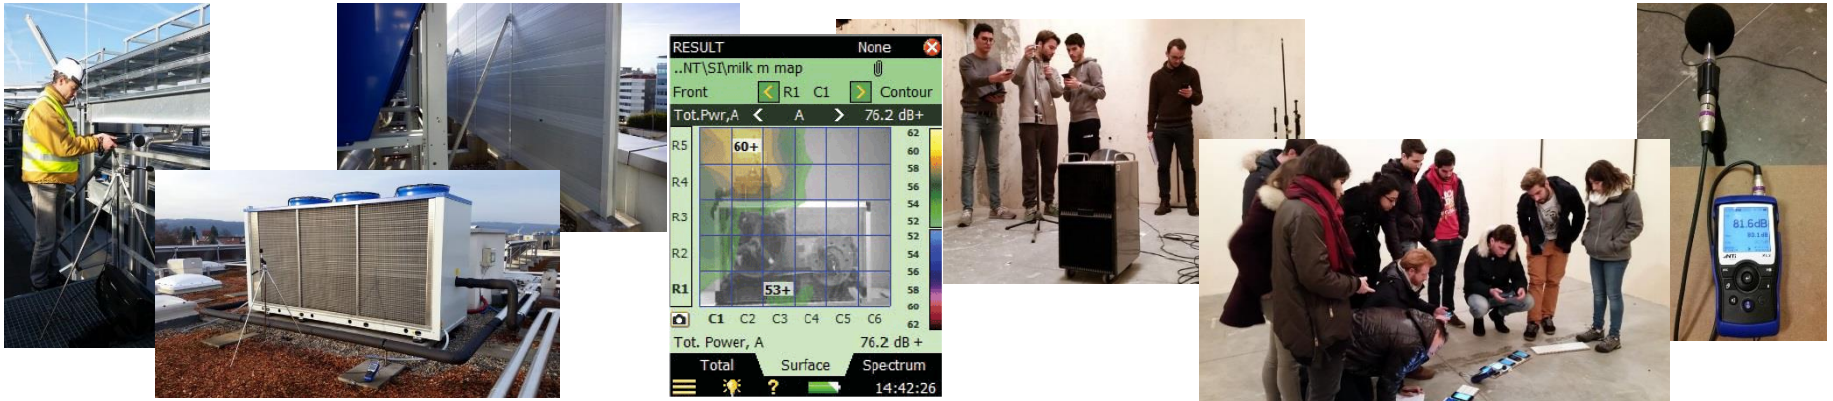 RESULT None
..NT\SI\milk m map
Front < R1 C1 > Contour
Tot.Pwr,A < A > 76.2 dB+
R5
R4
R3
R2
R1
60+
53+
62
60
58
56
54
52
52
54
56
58
60
62
C1 C2 C3 C4 C5 C6
Tot. Power, A 76.2 dB +
Total Surface Spectrum
? 14:42:26
81.6dB
NTi XL2